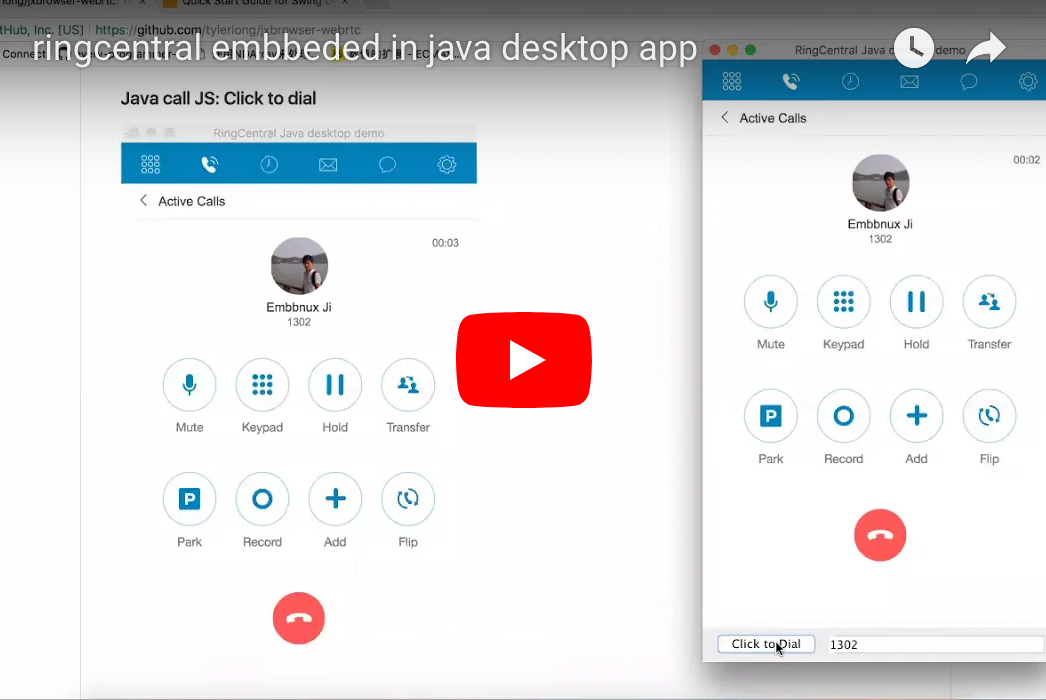 Quick Start Guide for Swing D
GitHub, Inc. [US] https://github.com/tylerlong/jxbrowser-webrtc
Connect
ringcentral embbeded in java desktop app
RingCentral Java demo
Java call JS: Click to dial
RingCentral Java desktop demo
Active Calls
00:03
Embbnux Ji
1302
Mute Keypad Hold Transfer
Park Record Add Flip
Active Calls
00:02
Embbnux Ji
1302
Mute Keypad Hold Transfer
Park Record Add Flip
Click to Dial 1302